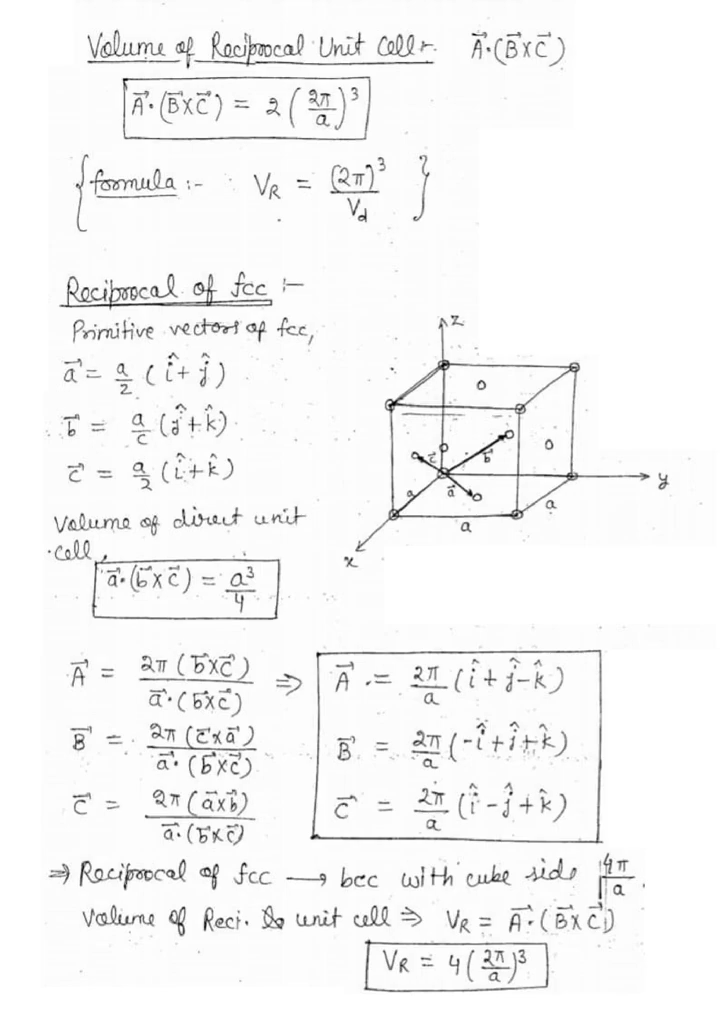 Volume of Reciprocal Unit Cell:- A⃗·(B⃗×C⃗)
A⃗·(B⃗×C⃗) = 2 (2π/a)³
{ formula :- V_R = (2π)³/V_d }
Reciprocal of fcc :-
Primitive vectors of fcc,
a⃗ = a/2 (î + ĵ)
b⃗ = a/c (ĵ + k̂)
c⃗ = a/2 (î + k̂)
z
y
x
a
a
a
a⃗
b⃗
c⃗
Volume of direct unit
cell,
a⃗·(b⃗×c⃗) = a³/4
A⃗ = 2π (b⃗×c⃗)/a⃗·(b⃗×c⃗) ⇒ A⃗ = 2π/a (î + ĵ - k̂)
B⃗ = 2π (c⃗×a⃗)/a⃗·(b⃗×c⃗) B⃗ = 2π/a (-î + ĵ + k̂)
C⃗ = 2π (a⃗×b⃗)/a⃗·(b⃗×c⃗) C⃗ = 2π/a (î - ĵ + k̂)
⇒ Reciprocal of fcc → bcc with cube side 4π/a.
Volume of Reci. unit cell ⇒ V_R = A⃗·(B⃗×C⃗)
V_R = 4(2π/a)³